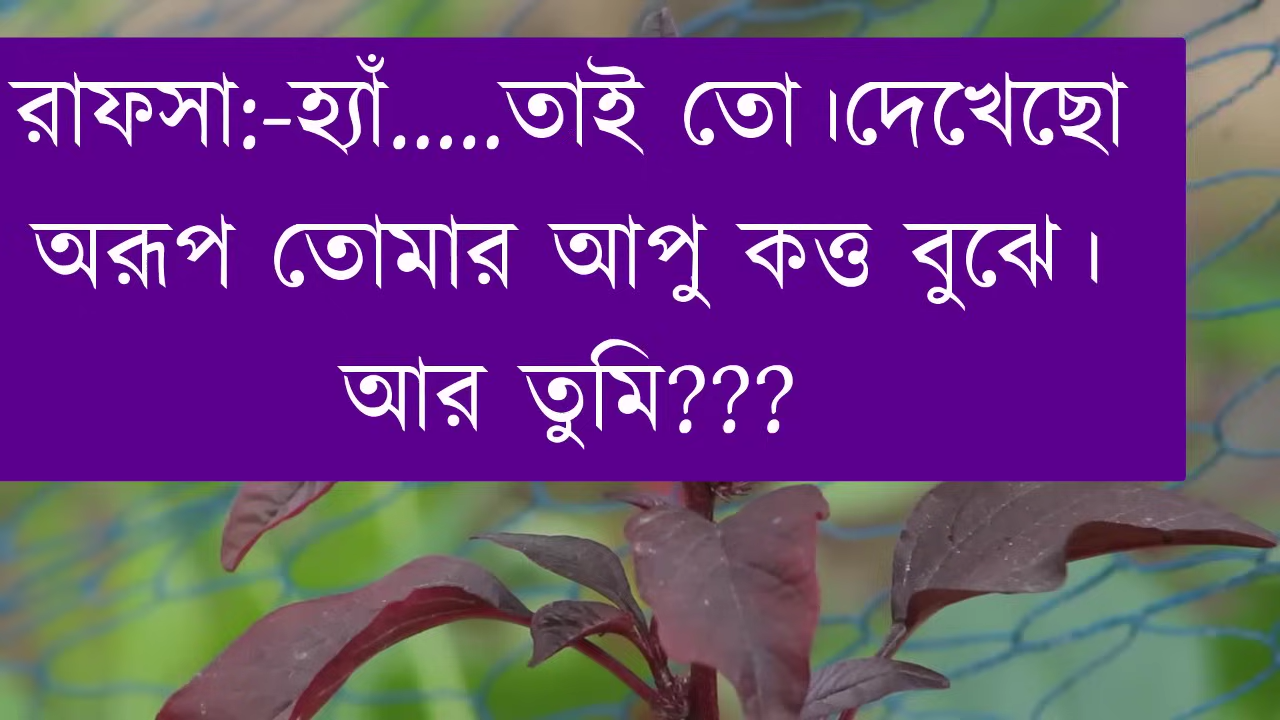 রাফসা:-হ্যাঁ.....তাই তো।দেখেছো
অরূপ তোমার আপু কত্ত বুঝে।
আর তুমি???